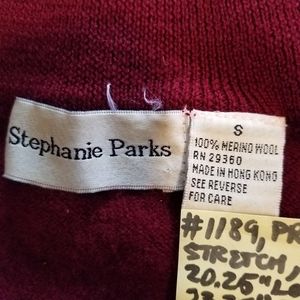 Stephanie Parks
S
100% MERINO WOOL
RN 29360
MADE IN HONG KONG
SEE REVERSE
FOR CARE
#1189, PR
STRETCH,
20.25" L